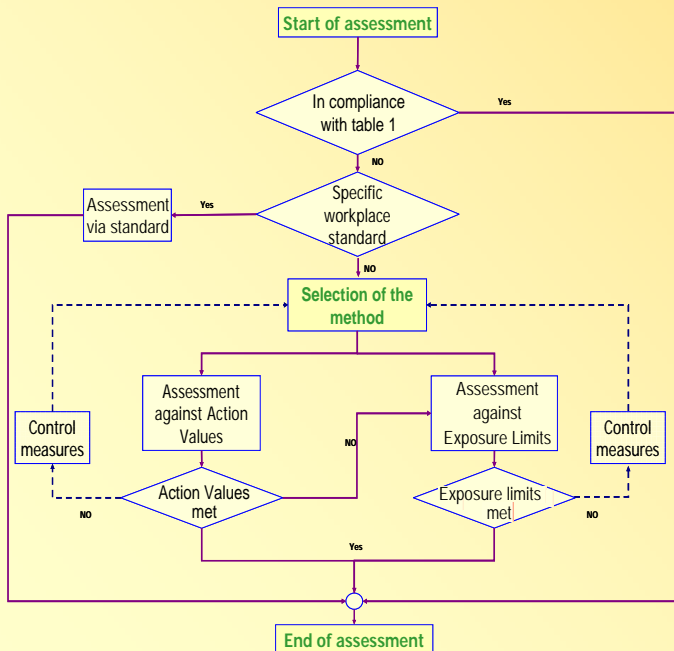 Start of assessment
In compliance
with table 1
Yes
NO
Specific
workplace
standard
Yes
Assessment
via standard
NO
Selection of the
method
Assessment
against Action
Values
Assessment
against
Exposure Limits
Control
measures
NO
Control
measures
Action Values
met
Exposure limits
met
NO
NO
Yes
End of assessment